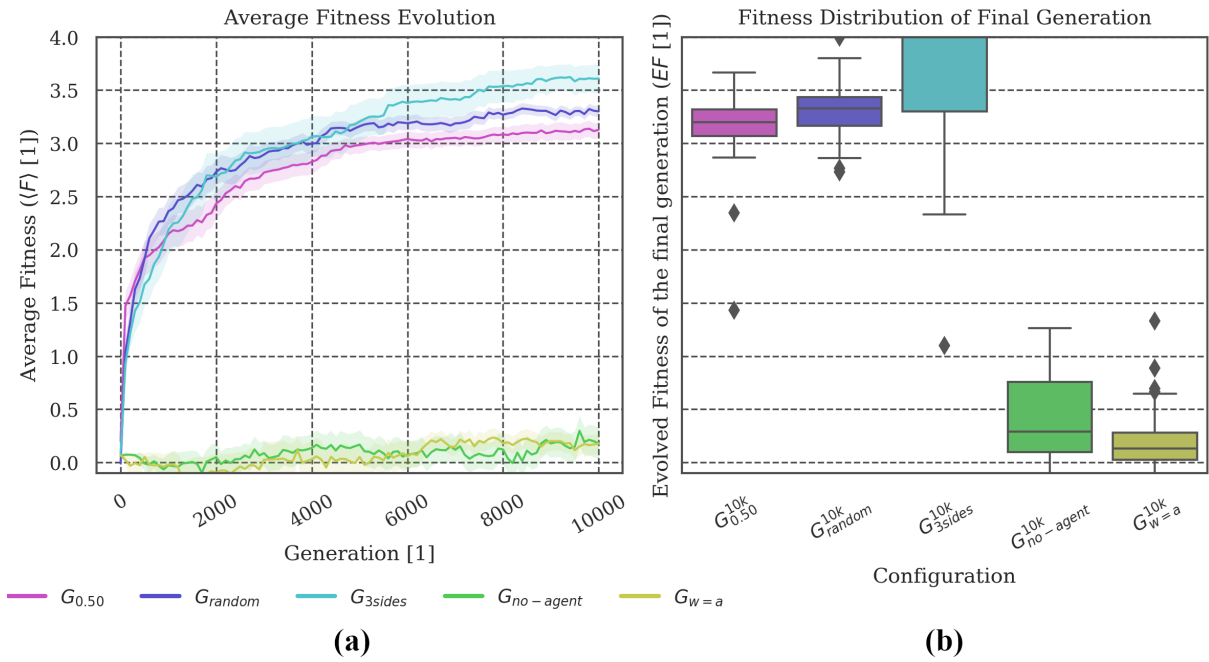 Average Fitness Evolution
Average Fitness (⟨F⟩ [1])
4.0
3.5
3.0
2.5
2.0
1.5
1.0
0.5
0.0
0
2000
4000
6000
8000
10000
Generation [1]
Fitness Distribution of Final Generation
Evolved Fitness of the final generation (EF [1])
G^{10k}_{0.50}
G^{10k}_{random}
G^{10k}_{3sides}
G^{10k}_{no−agent}
G^{10k}_{w=a}
Configuration
G_{0.50} G_{random} G_{3sides} G_{no−agent} G_{w=a}
(a) (b)